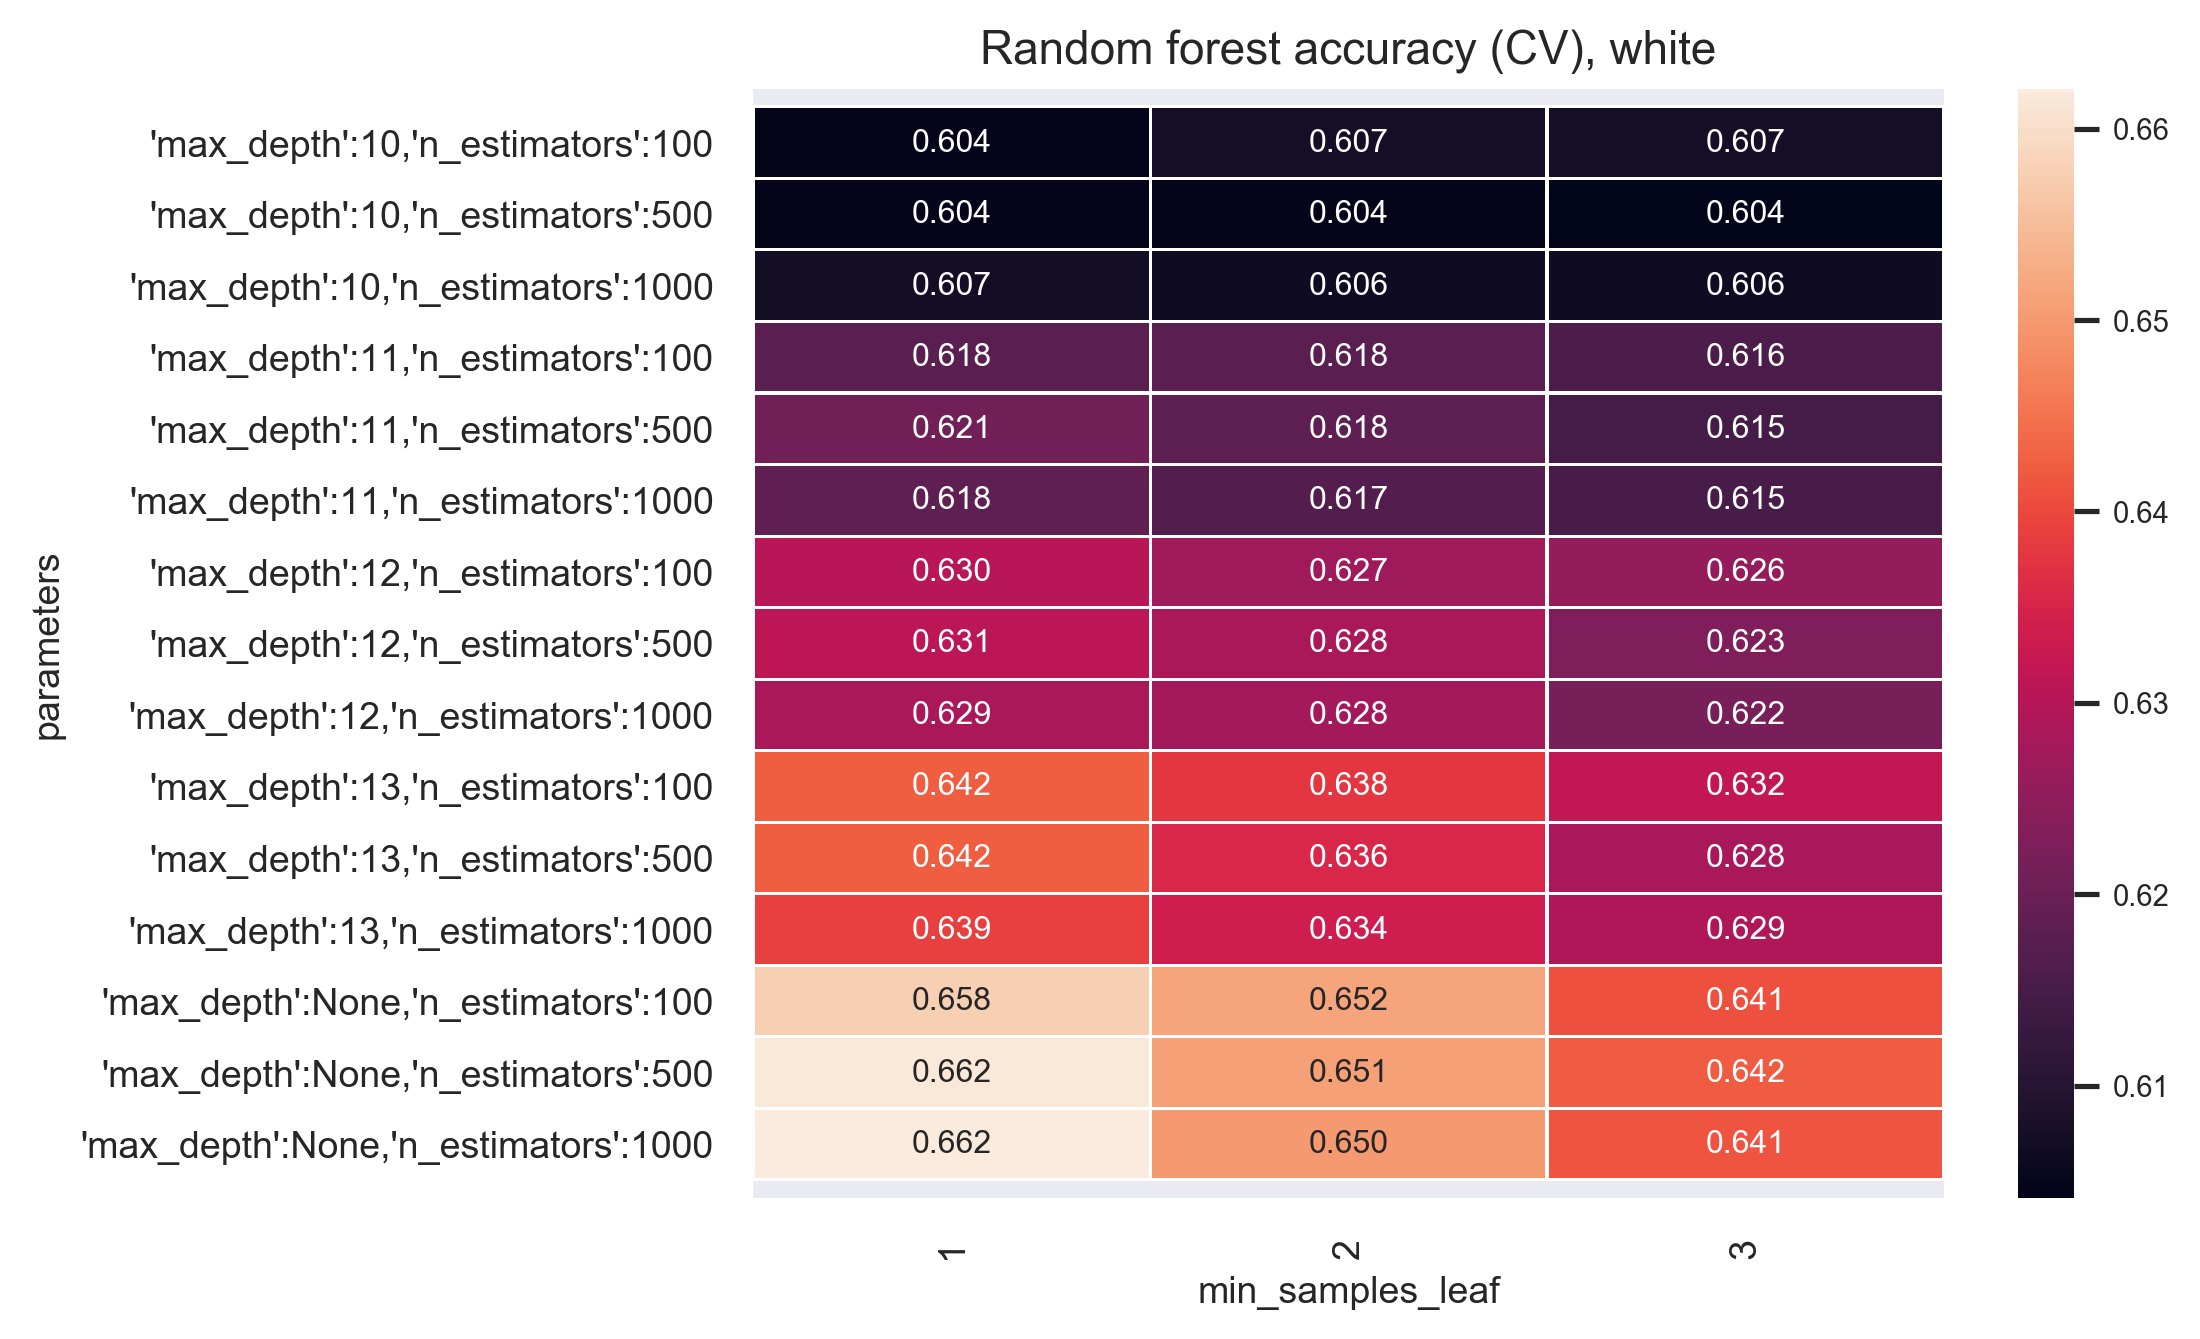 Random forest accuracy (CV), white
parameters
'max_depth':10,'n_estimators':100 0.604 0.607 0.607
'max_depth':10,'n_estimators':500 0.604 0.604 0.604
'max_depth':10,'n_estimators':1000 0.607 0.606 0.606
'max_depth':11,'n_estimators':100 0.618 0.618 0.616
'max_depth':11,'n_estimators':500 0.621 0.618 0.615
'max_depth':11,'n_estimators':1000 0.618 0.617 0.615
'max_depth':12,'n_estimators':100 0.630 0.627 0.626
'max_depth':12,'n_estimators':500 0.631 0.628 0.623
'max_depth':12,'n_estimators':1000 0.629 0.628 0.622
'max_depth':13,'n_estimators':100 0.642 0.638 0.632
'max_depth':13,'n_estimators':500 0.642 0.636 0.628
'max_depth':13,'n_estimators':1000 0.639 0.634 0.629
'max_depth':None,'n_estimators':100 0.658 0.652 0.641
'max_depth':None,'n_estimators':500 0.662 0.651 0.642
'max_depth':None,'n_estimators':1000 0.662 0.650 0.641
1 2 3
min_samples_leaf
0.66
0.65
0.64
0.63
0.62
0.61